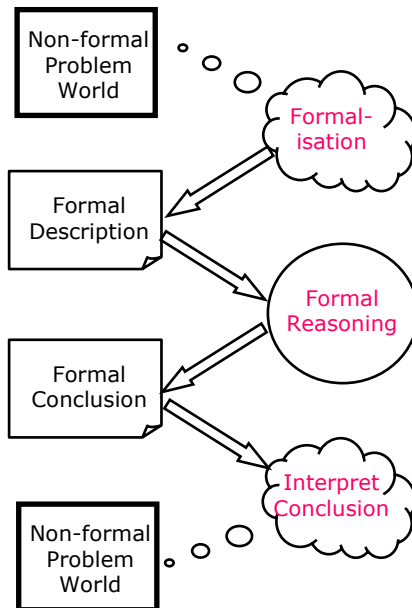 Non-formal
Problem
World
Formal-
isation
Formal
Description
Formal
Reasoning
Formal
Conclusion
Interpret
Conclusion
Non-formal
Problem
World